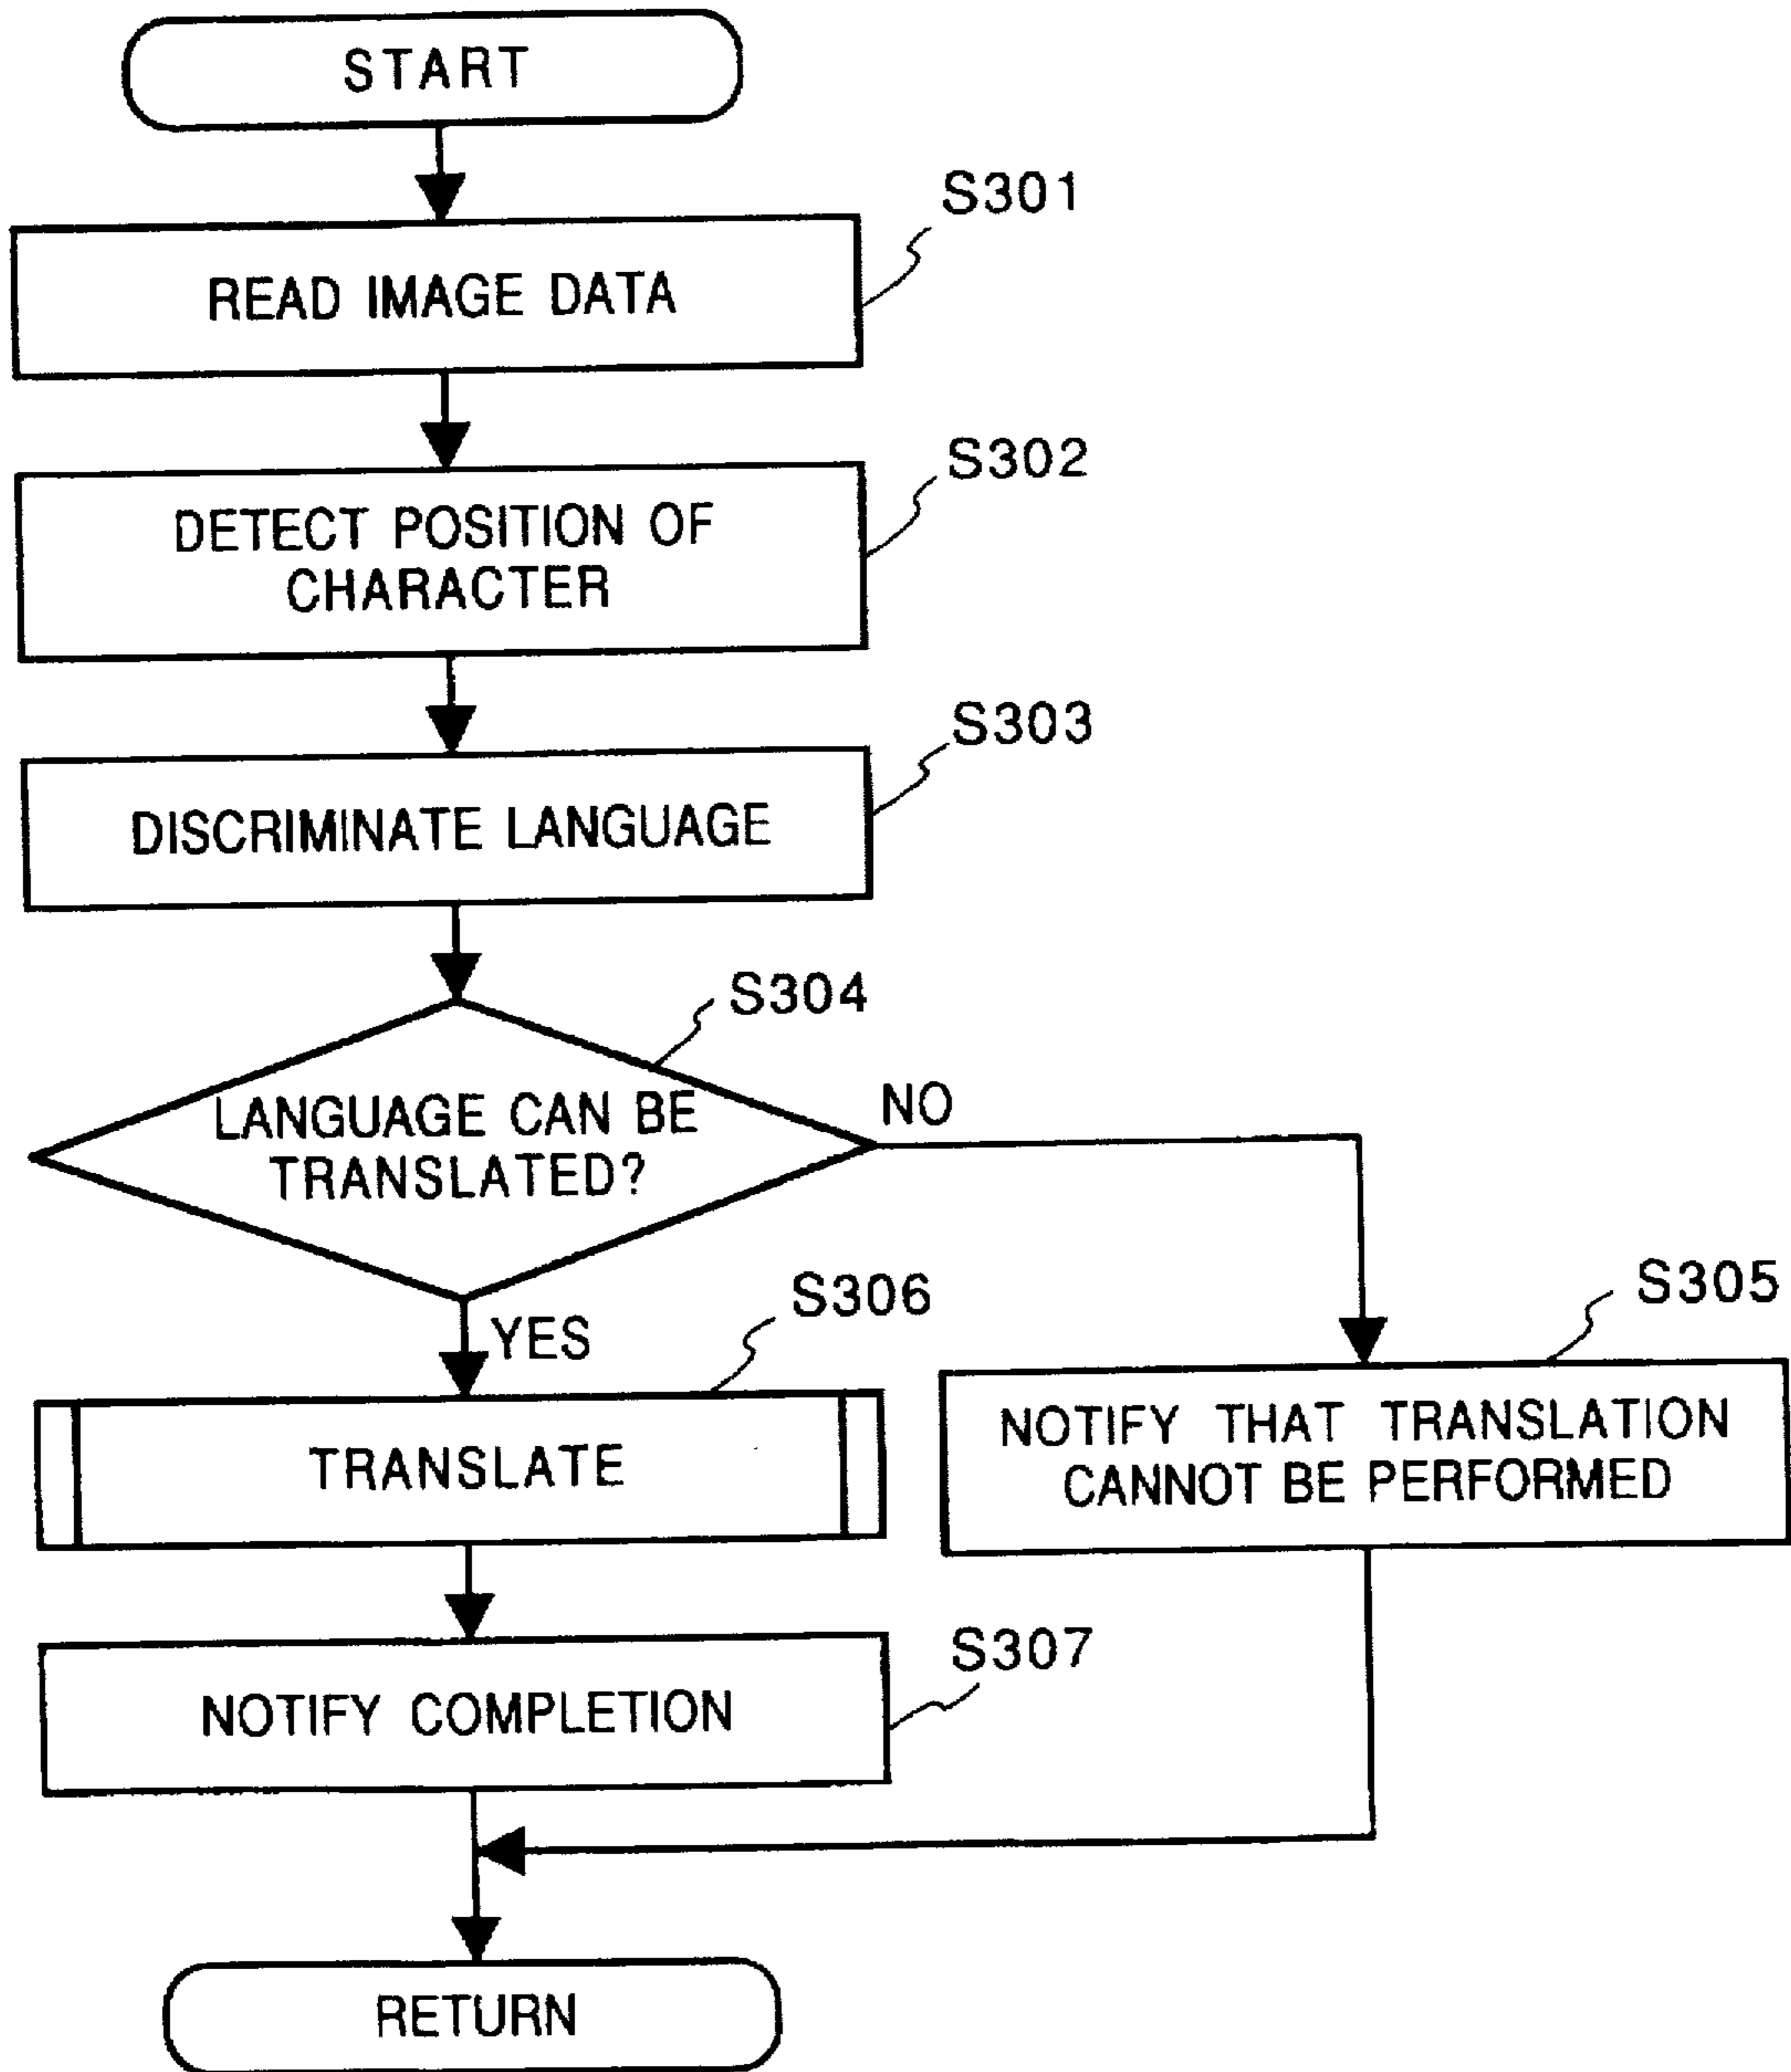 START
S301
READ IMAGE DATA
S302
DETECT POSITION OF
CHARACTER
S303
DISCRIMINATE LANGUAGE
S304
LANGUAGE CAN BE
TRANSLATED?
NO
YES
S306
TRANSLATE
S305
NOTIFY THAT TRANSLATION
CANNOT BE PERFORMED
S307
NOTIFY COMPLETION
RETURN